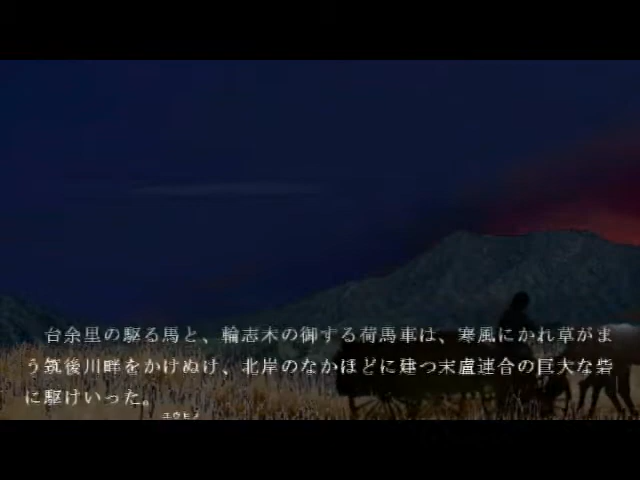 台余里の駆る馬と、輪志木の御する荷馬車は、寒風にかれ草がま
う筑後川畔をかけぬけ、北岸のなかほどに建つ末盧連合の巨大な砦
に駆けいった。